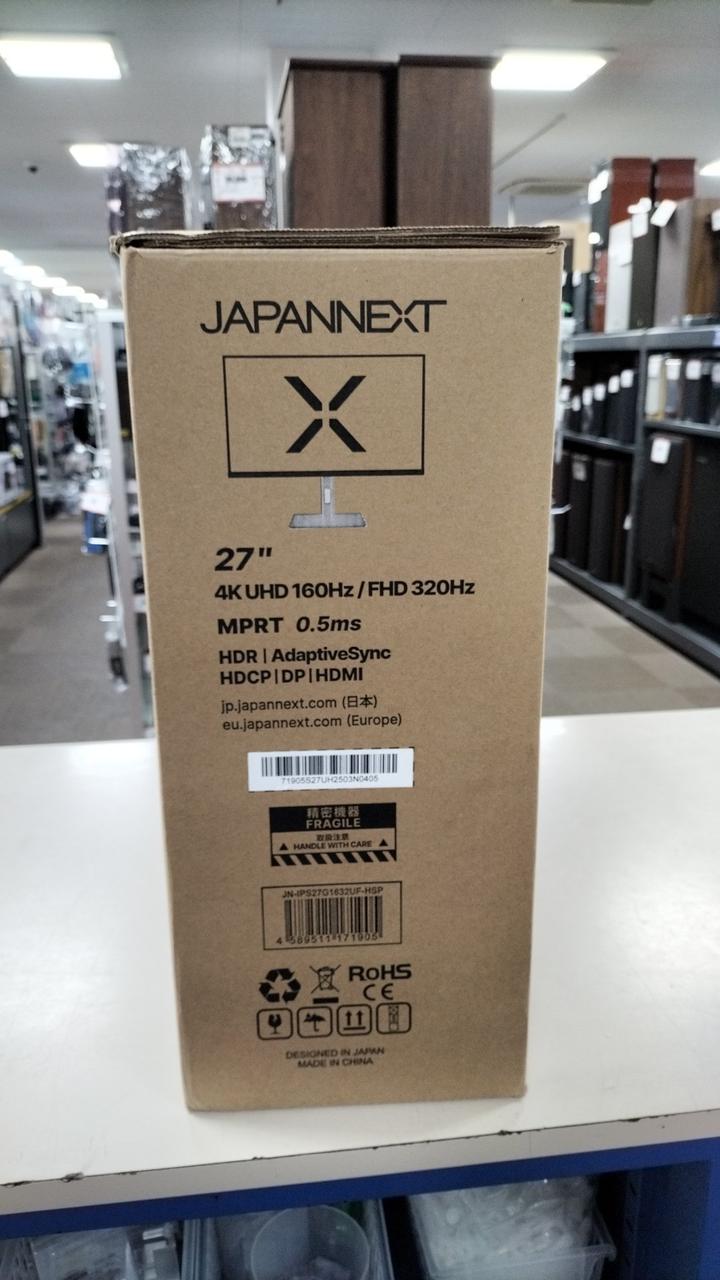 JAPANNEXT
27"
4K UHD 160Hz / FHD 320Hz
MPRT 0.5ms
HDR | AdaptiveSync
HDCP | DP | HDMI
jp.japannext.com (日本)
eu.japannext.com (Europe)
71905S27UH2503N0405
精密機器
FRAGILE
取扱注意
HANDLE WITH CARE
JN-IPS27G1632UF-HSP
4 589511 171905
RoHS
CE
DESIGNED IN JAPAN
MADE IN CHINA